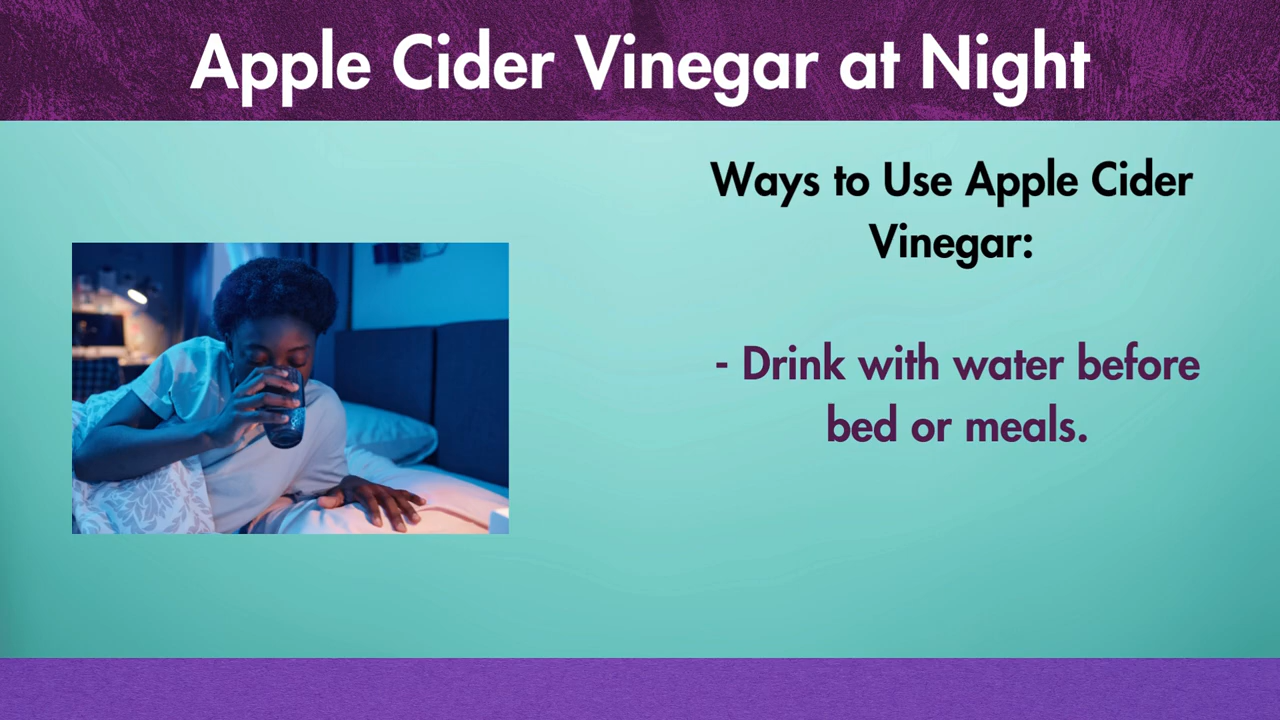 Apple Cider Vinegar at Night
Ways to Use Apple Cider
Vinegar:
- Drink with water before
bed or meals.